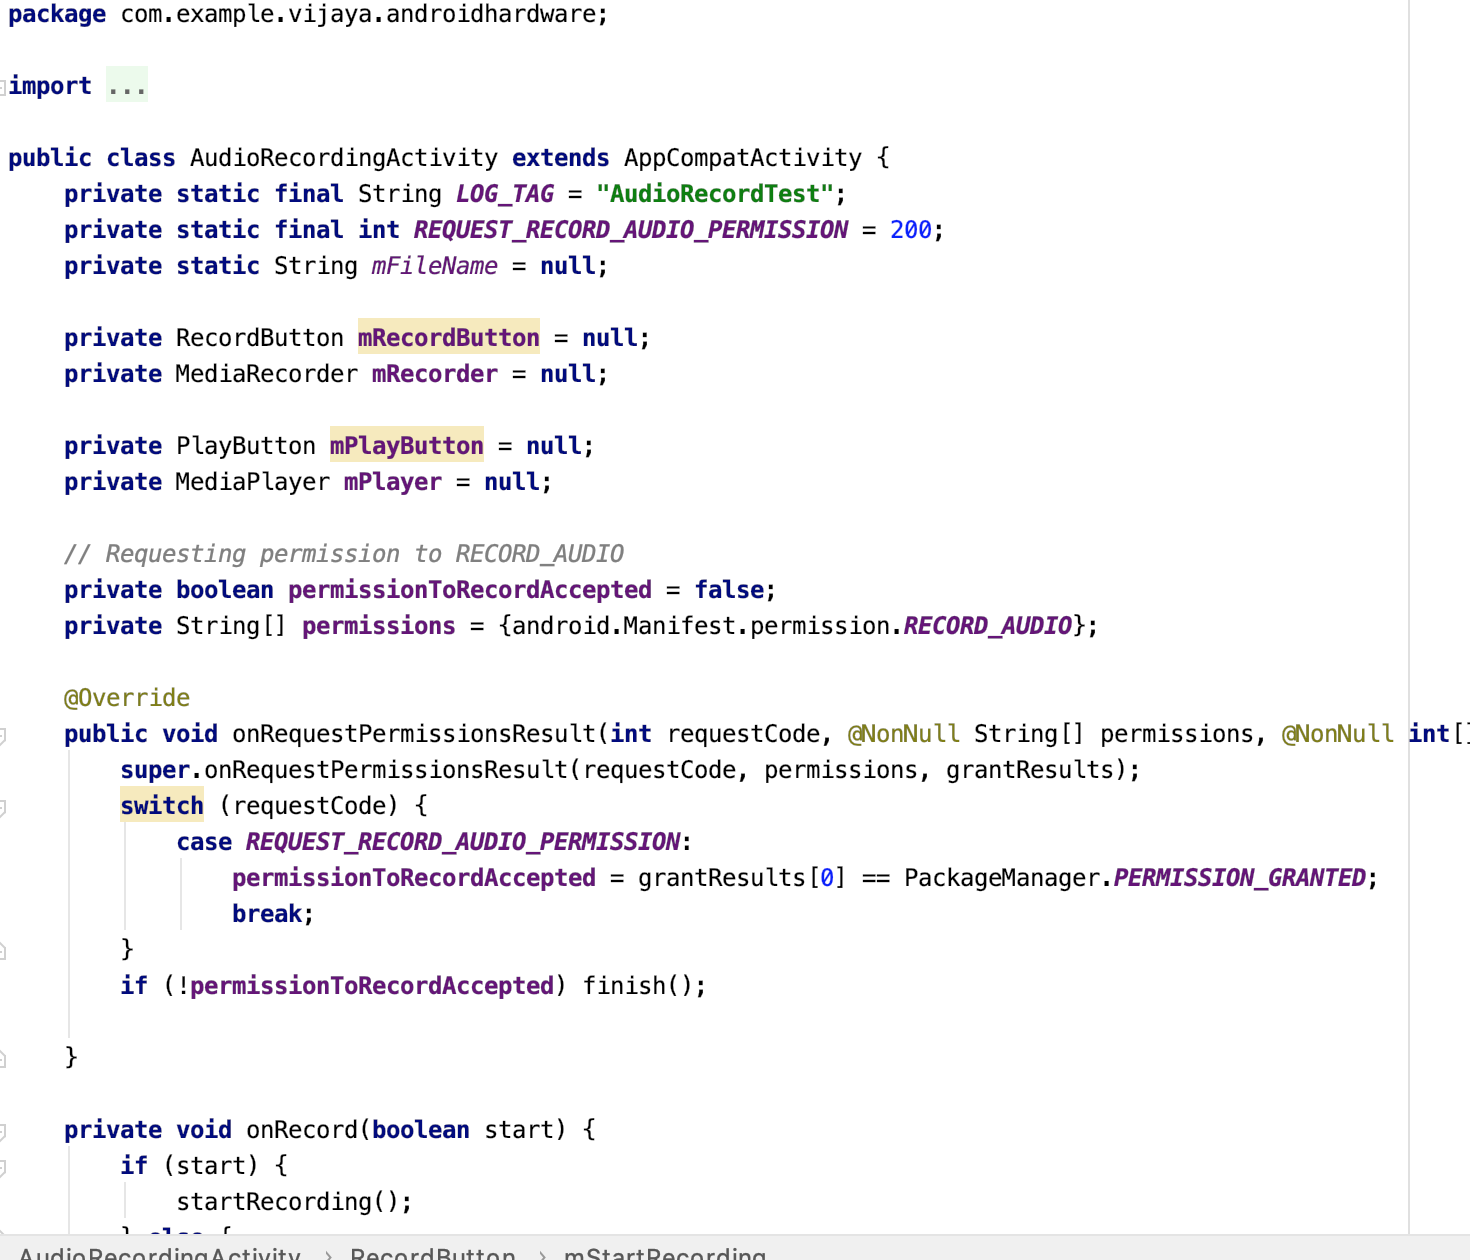 package com.example.vijaya.androidhardware;
import ...
public class AudioRecordingActivity extends AppCompatActivity {
private static final String LOG_TAG = "AudioRecordTest";
private static final int REQUEST_RECORD_AUDIO_PERMISSION = 200;
private static String mFileName = null;
private RecordButton mRecordButton = null;
private MediaRecorder mRecorder = null;
private PlayButton mPlayButton = null;
private MediaPlayer mPlayer = null;
// Requesting permission to RECORD_AUDIO
private boolean permissionToRecordAccepted = false;
private String[] permissions = {android.Manifest.permission.RECORD_AUDIO};
@Override
public void onRequestPermissionsResult(int requestCode, @NonNull String[] permissions, @NonNull int[]
super.onRequestPermissionsResult(requestCode, permissions, grantResults);
switch (requestCode) {
case REQUEST_RECORD_AUDIO_PERMISSION:
permissionToRecordAccepted = grantResults[0] == PackageManager.PERMISSION_GRANTED;
break;
}
if (!permissionToRecordAccepted) finish();
}
private void onRecord(boolean start) {
if (start) {
startRecording();
} else {
AudioRecordingActivity › RecordButton › mStartRecording